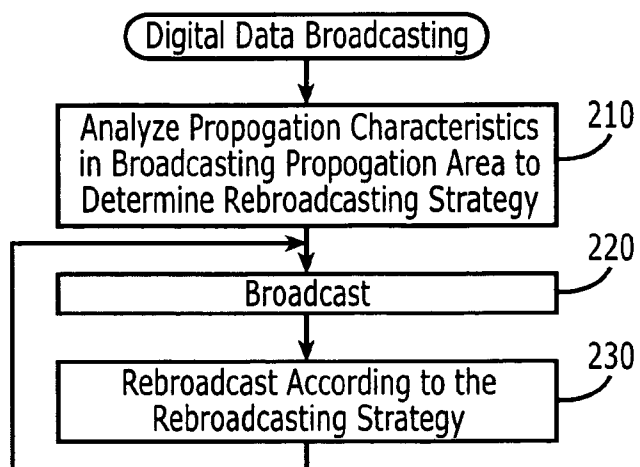 Digital Data Broadcasting
Analyze Propogation Characteristics
in Broadcasting Propogation Area to
Determine Rebroadcasting Strategy
210
Broadcast
220
Rebroadcast According to the
Rebroadcasting Strategy
230